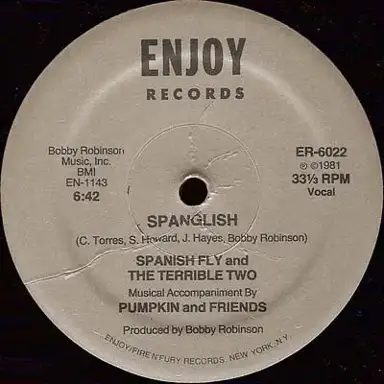 ENJOY
RECORDS
Bobby Robinson
Music, Inc.
BMI
EN-1143
6:42
ER-6022
℗ ©1981
33⅓ RPM
Vocal
SPANGLISH
(C. Torres, S. Howard, J. Hayes, Bobby Robinson)
SPANISH FLY and
THE TERRIBLE TWO
Musical Accompaniment By
PUMPKIN and FRIENDS
Produced by Bobby Robinson
ENJOY/FIRE N'FURY RECORDS, NEW YORK, N.Y.